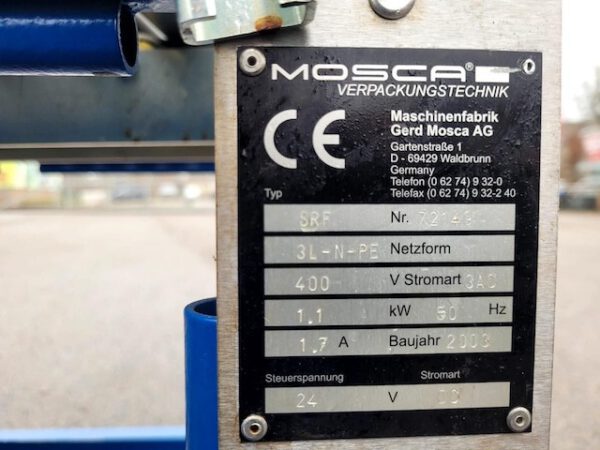 MOSCA®
VERPACKUNGSTECHNIK
CE
Maschinenfabrik
Gerd Mosca AG
Gartenstraße 1
D - 69429 Waldbrunn
Germany
Telefon (0 62 74) 9 32-0
Telefax (0 62 74) 9 32-2 40
Typ
SRF Nr.
3L-N-PE Netzform
400 V Stromart 3AC
1.1 kW 50 Hz
1.7 A Baujahr 2003
Steuerspannung Stromart
24 V DC